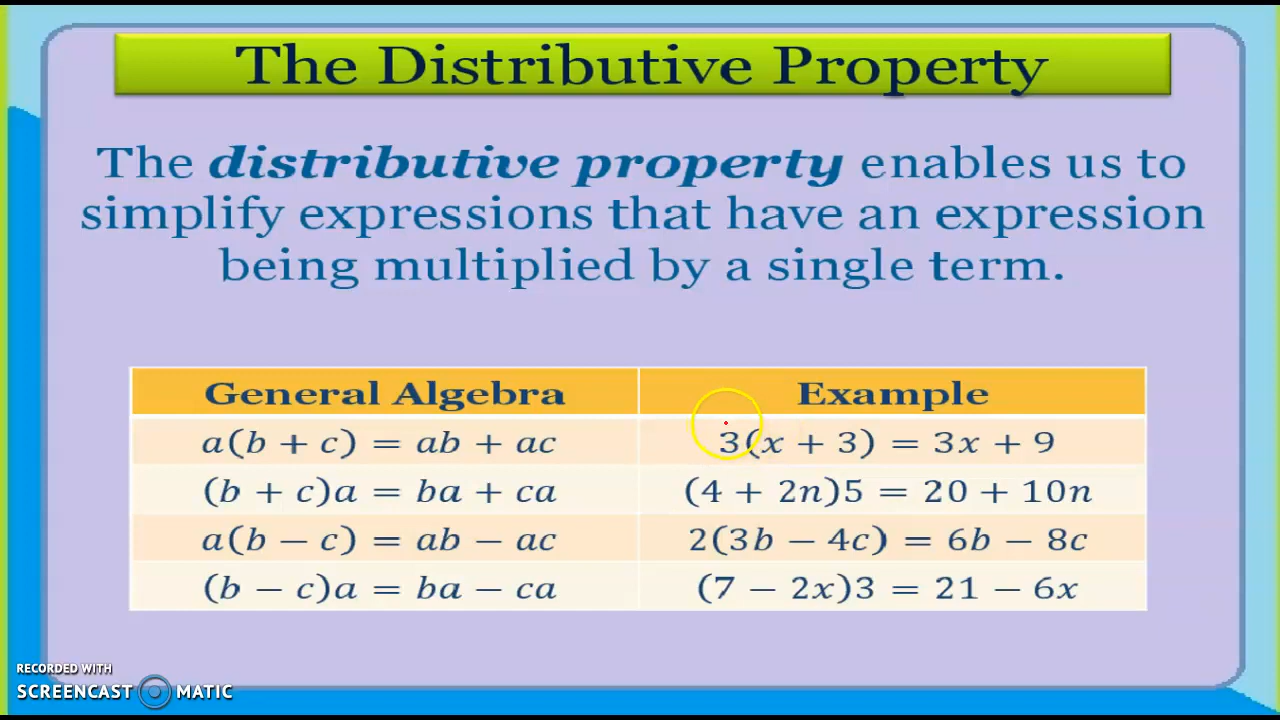 The Distributive Property
The distributive property enables us to
simplify expressions that have an expression
being multiplied by a single term.
General Algebra Example
a(b + c) = ab + ac 3(x + 3) = 3x + 9
(b + c)a = ba + ca (4 + 2n)5 = 20 + 10n
a(b − c) = ab − ac 2(3b − 4c) = 6b − 8c
(b − c)a = ba − ca (7 − 2x)3 = 21 − 6x
RECORDED WITH
SCREENCAST MATIC